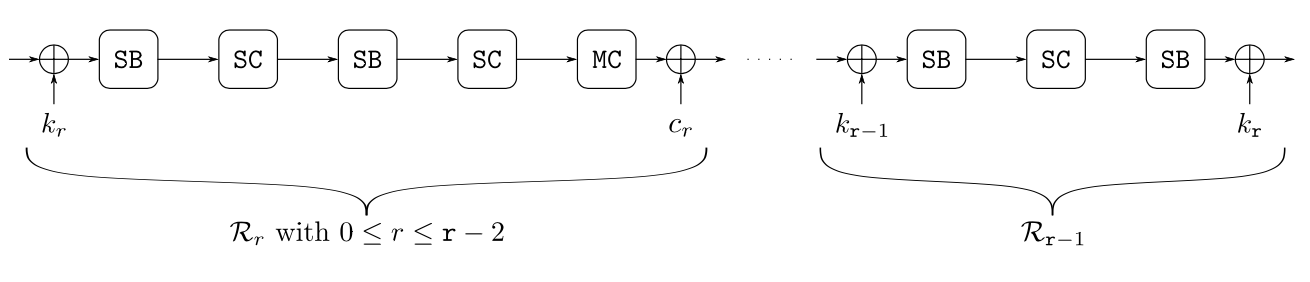 SB SC SB SC MC ..... SB SC SB
k_r c_r k_{r-1} k_r
R_r with 0 ≤ r ≤ r − 2 R_{r-1}